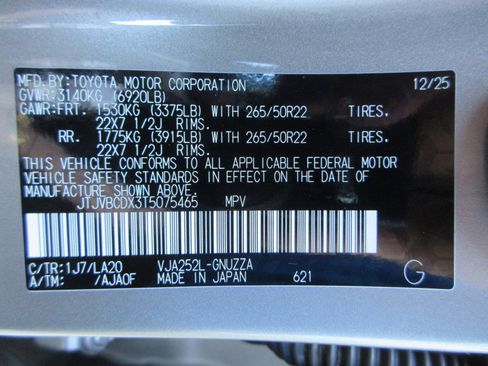 MFD.BY:TOYOTA MOTOR CORPORATION 12/25
GVWR:3140KG (6920LB)
GAWR:FRT. 1530KG (3375LB) WITH 265/50R22 TIRES.
22X7 1/2J RIMS.
RR. 1775KG (3915LB) WITH 265/50R22 TIRES.
22X7 1/2J RIMS.
THIS VEHICLE CONFORMS TO ALL APPLICABLE FEDERAL MOTOR
VEHICLE SAFETY STANDARDS IN EFFECT ON THE DATE OF
MANUFACTURE SHOWN ABOVE.
JTJVBCDX3T5075465 MPV
C/TR:1J7/LA20 VJA252L-GNUZZA
A/TM: /AJA0F MADE IN JAPAN 621 G